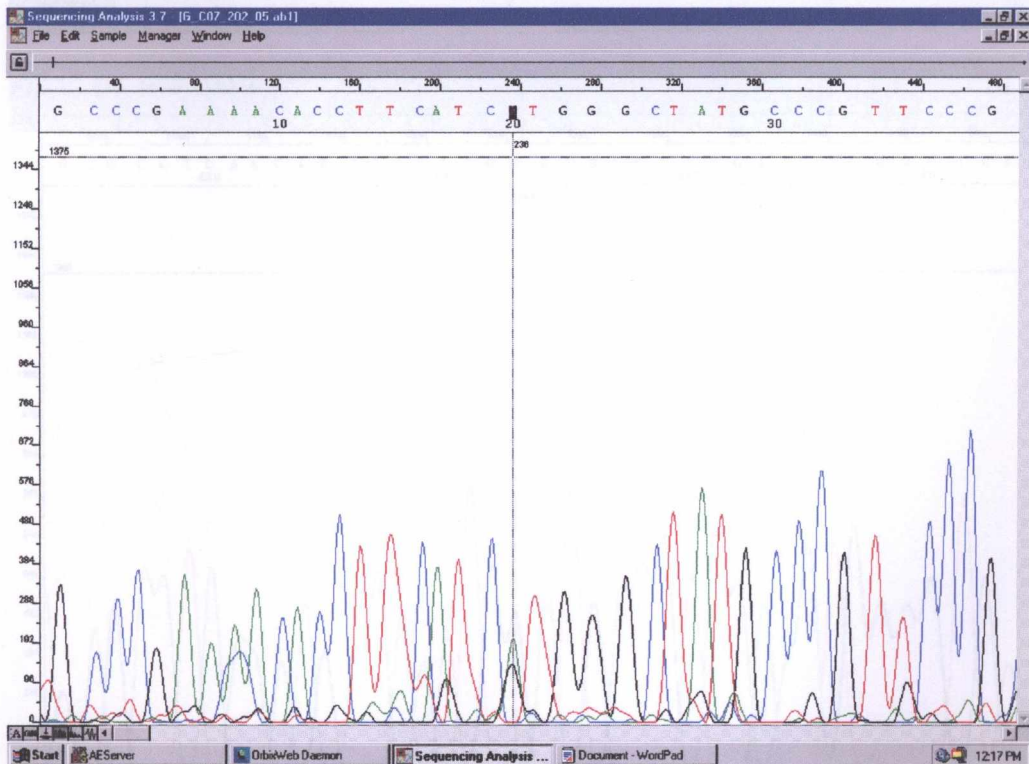 Sequencing Analysis 3.7 - [6_C07_202_05.ab1]
File Edit Sample Manager Window Help
40 80 120 160 200 240 280 320 360 400 440 480
G C C C G A A A A C A C C T T C A T C N T G G G C T A T G C C C G T T C C C G
10 20 30
1375 236
1344
1248
1152
1056
960
864
768
672
576
480
384
288
192
96
0
Start AEServer OrbixWeb Daemon Sequencing Analysis ... Document - WordPad 12:17 PM